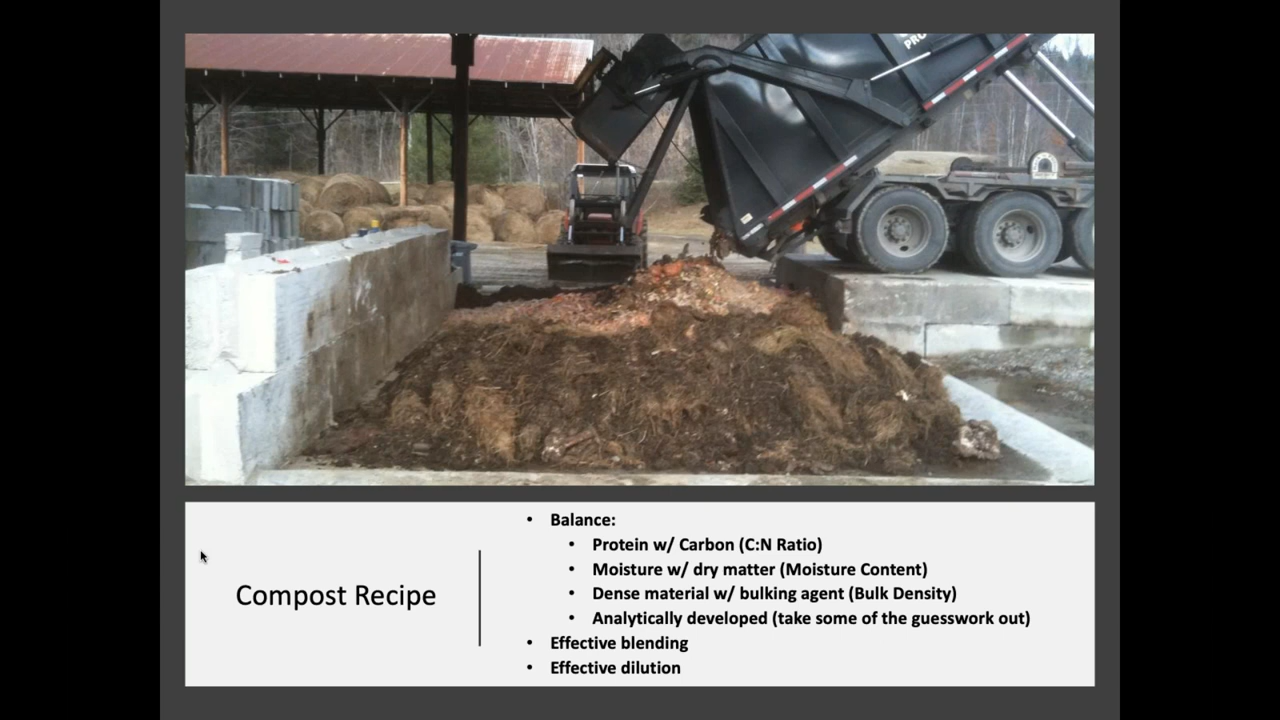 PRO
Compost Recipe
• Balance:
• Protein w/ Carbon (C:N Ratio)
• Moisture w/ dry matter (Moisture Content)
• Dense material w/ bulking agent (Bulk Density)
• Analytically developed (take some of the guesswork out)
• Effective blending
• Effective dilution